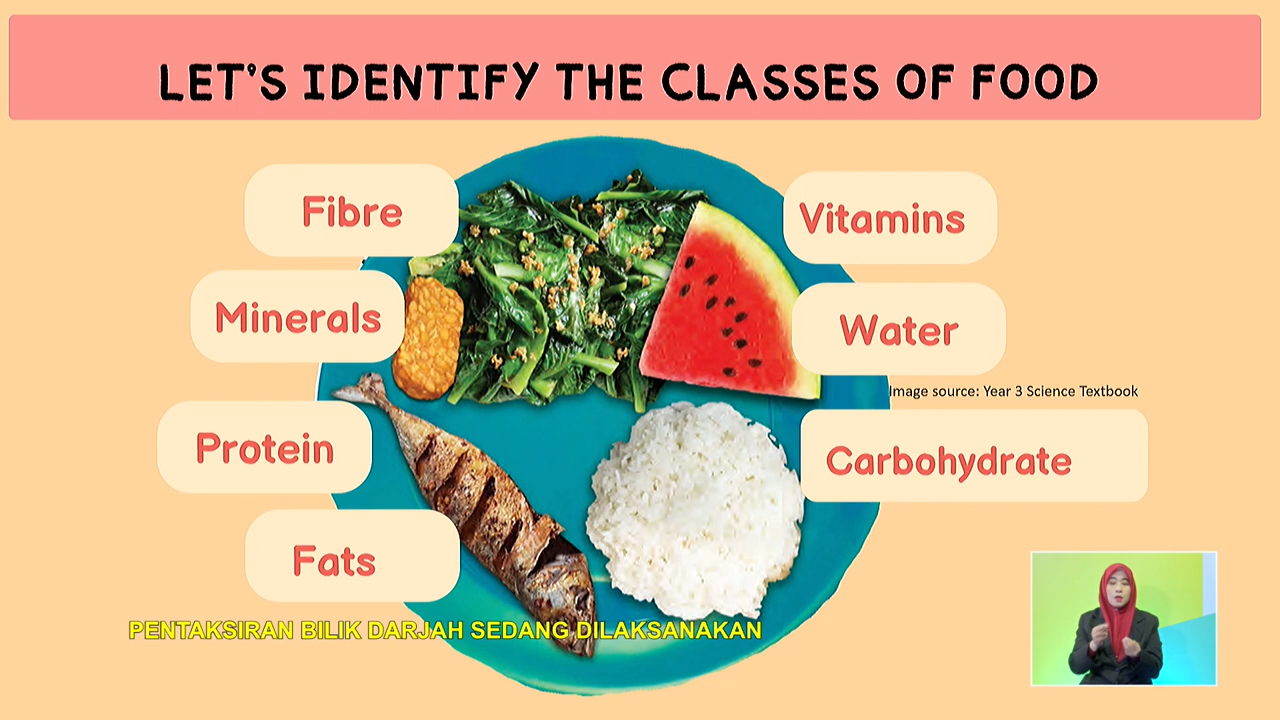 LET'S IDENTIFY THE CLASSES OF FOOD
Fibre
Vitamins
Minerals
Water
Image source: Year 3 Science Textbook
Protein
Carbohydrate
Fats
PENTAKSIRAN BILIK DARJAH SEDANG DILAKSANAKAN